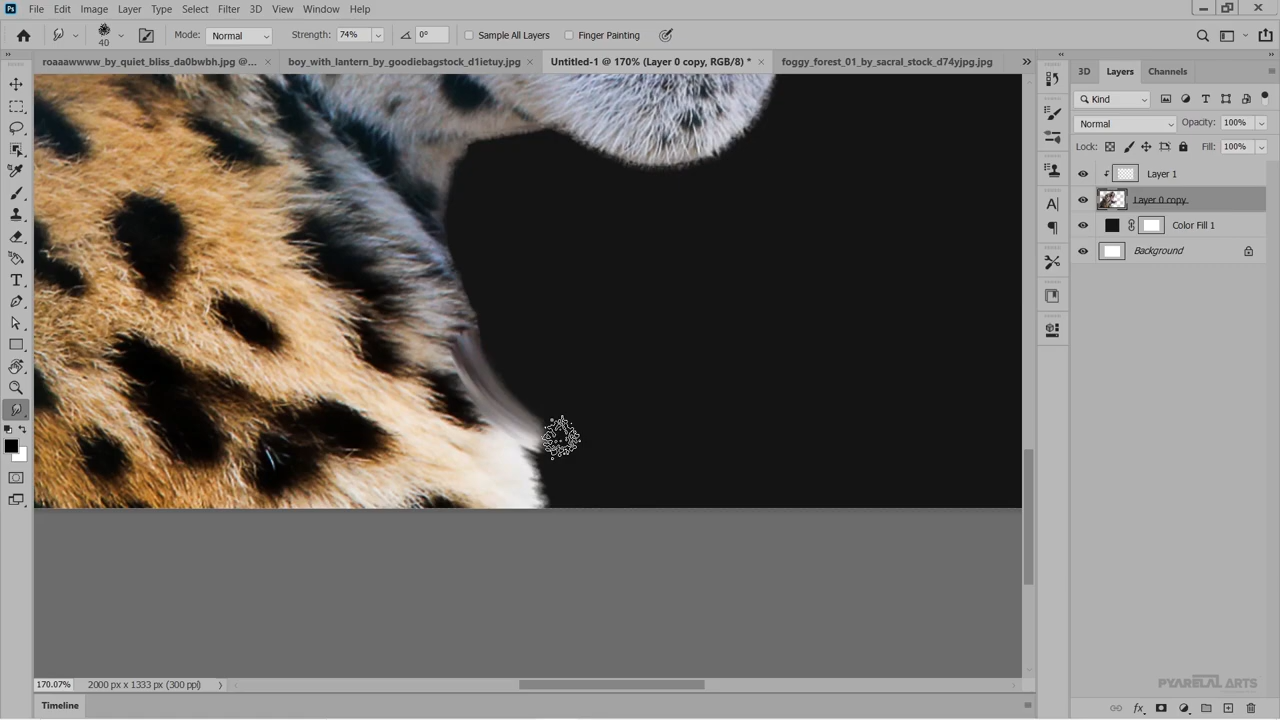 Ps File Edit Image Layer Type Select Filter 3D View Window Help
40 Mode: Normal Strength: 74% 0° Sample All Layers Finger Painting
roaaawwww_by_quiet_bliss_da0bwbh.jpg @... × boy_with_lantern_by_goodiebagstock_d1ietuy.jpg × Untitled-1 @ 170% (Layer 0 copy, RGB/8) * × foggy_forest_01_by_sacral_stock_d74yjpg.jpg
3D Layers Channels
Kind
Normal Opacity: 100%
Lock: Fill: 100%
Layer 1
Layer 0 copy
Color Fill 1
Background
PYARELAL ARTS
170.07% 2000 px x 1333 px (300 ppi)
fx
Timeline